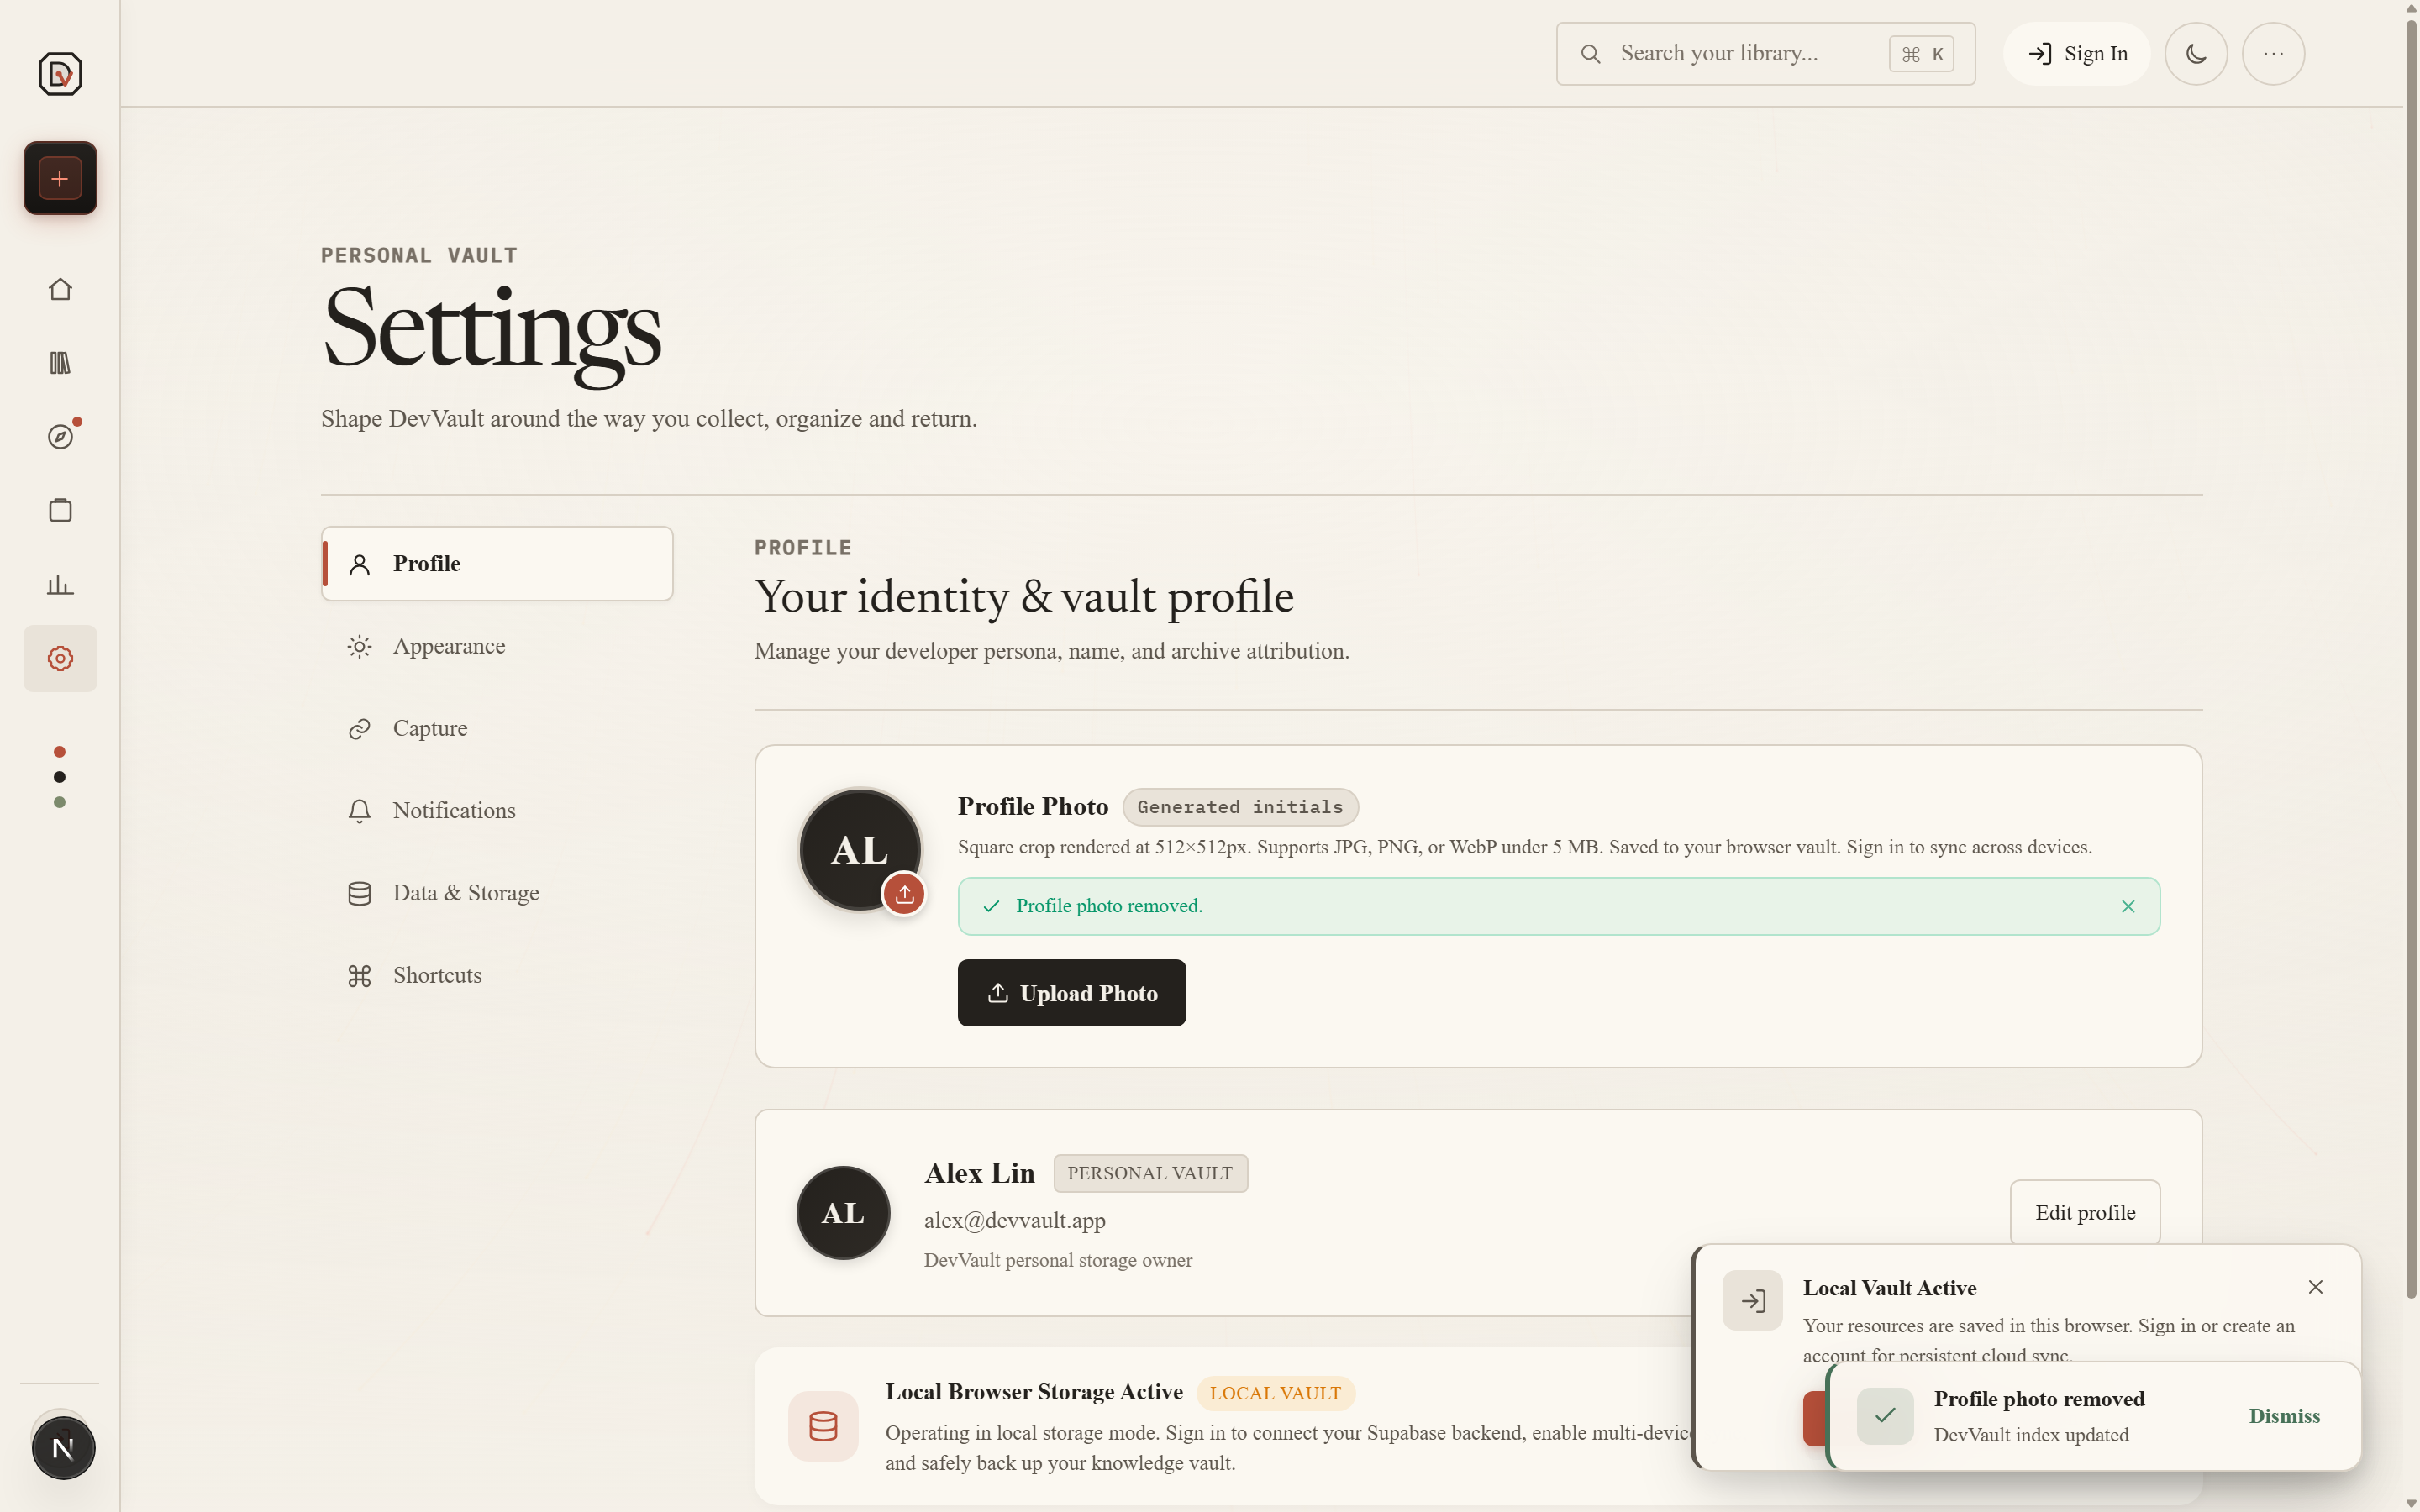 Search your library...
⌘ K
Sign In
PERSONAL VAULT
Settings
Shape DevVault around the way you collect, organize and return.
Profile
Appearance
Capture
Notifications
Data & Storage
Shortcuts
PROFILE
Your identity & vault profile
Manage your developer persona, name, and archive attribution.
AL
Profile Photo
Generated initials
Square crop rendered at 512×512px. Supports JPG, PNG, or WebP under 5 MB. Saved to your browser vault. Sign in to sync across devices.
Profile photo removed.
Upload Photo
AL
Alex Lin
PERSONAL VAULT
alex@devvault.app
DevVault personal storage owner
Edit profile
Local Browser Storage Active
LOCAL VAULT
Operating in local storage mode. Sign in to connect your Supabase backend, enable multi-device
and safely back up your knowledge vault.
Local Vault Active
Your resources are saved in this browser. Sign in or create an
account for persistent cloud sync.
Profile photo removed
DevVault index updated
Dismiss
N